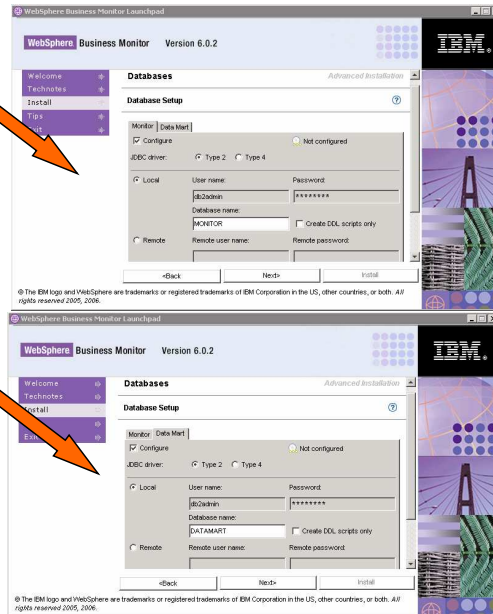 WebSphere Business Monitor Launchpad
WebSphere Business Monitor Version 6.0.2
IBM.
Welcome
Technotes
Install
Tips
Exit
Databases Advanced Installation
Database Setup
Monitor Data Mart
Configure Not configured
JDBC driver: Type 2 Type 4
Local User name: Password:
db2admin ********
Database name:
MONITOR Create DDL scripts only
Remote Remote user name: Remote password:
<Back Next> Install
© The IBM logo and WebSphere are trademarks or registered trademarks of IBM Corporation in the US, other countries, or both. All
rights reserved 2005, 2006.
WebSphere Business Monitor Launchpad
WebSphere Business Monitor Version 6.0.2
IBM.
Welcome
Technotes
Install
Databases Advanced Installation
Database Setup
Monitor Data Mart
Configure Not configured
JDBC driver: Type 2 Type 4
Local User name: Password:
db2admin ********
Database name:
DATAMART Create DDL scripts only
Remote Remote user name: Remote password:
<Back Next> Install
© The IBM logo and WebSphere are trademarks or registered trademarks of IBM Corporation in the US, other countries, or both. All
rights reserved 2005, 2006.